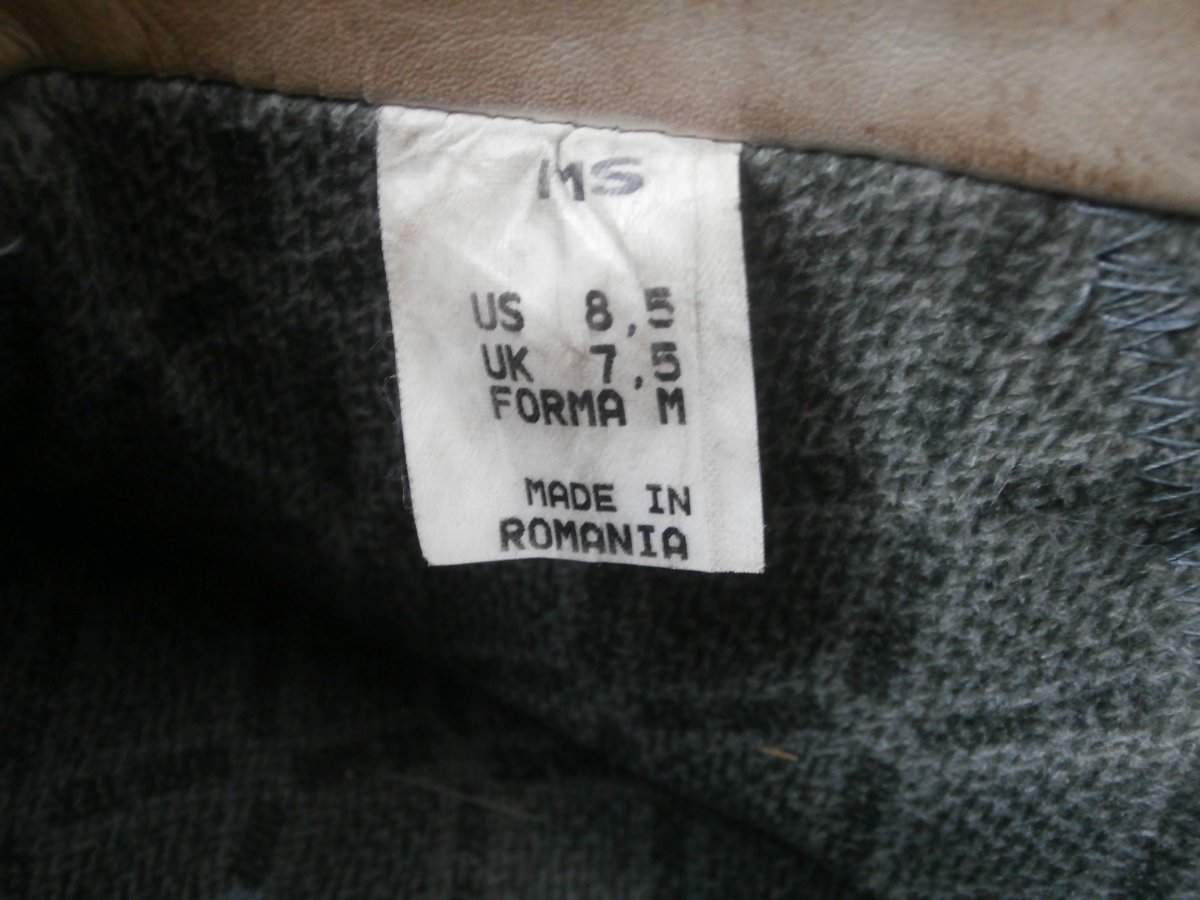 MS
US 8,5
UK 7,5
FORMA M
MADE IN
ROMANIA